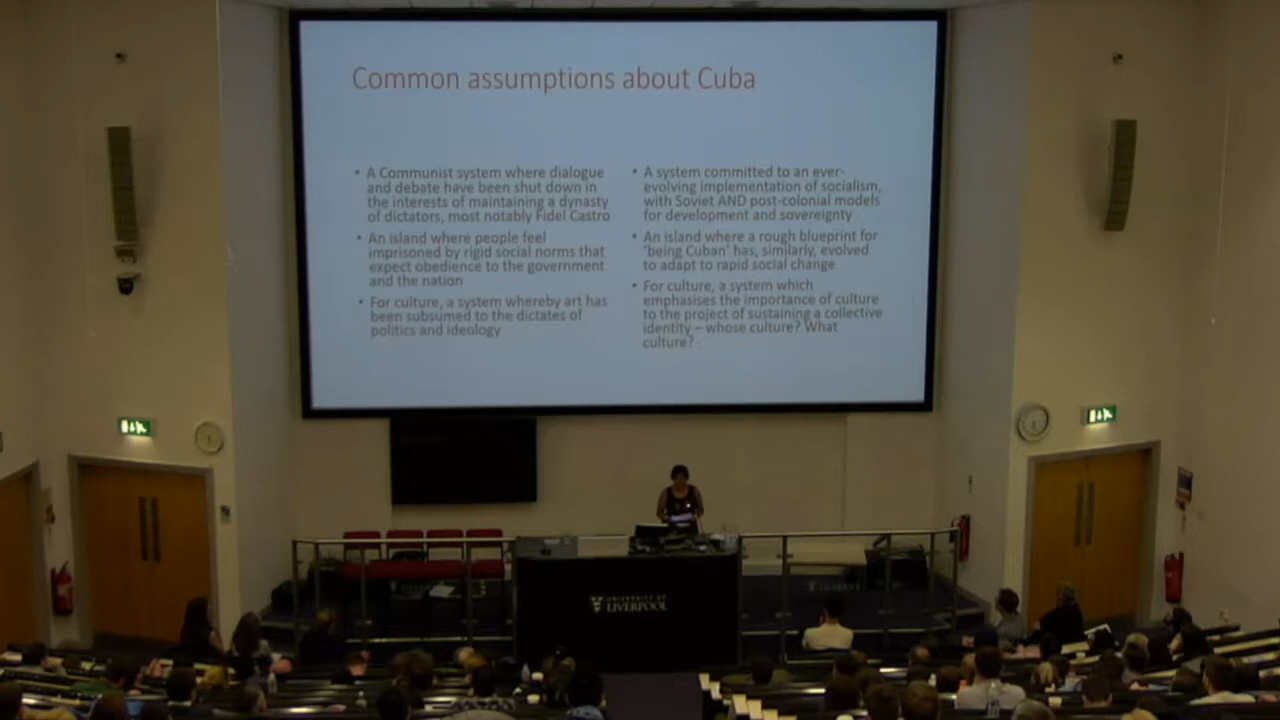 Common assumptions about Cuba
• A Communist system where dialogue
and debate have been shut down in
the interests of maintaining a dynasty
of dictators, most notably Fidel Castro
• An island where people feel
imprisoned by rigid social norms that
expect obedience to the government
and the nation
• For culture, a system whereby art has
been subsumed to the dictates of
politics and ideology
• A system committed to an ever-
evolving implementation of socialism,
with Soviet AND post-colonial models
for development and sovereignty
• An island where a rough blueprint for
'being Cuban' has, similarly, evolved
to adapt to rapid social change
• For culture, a system which
emphasises the importance of culture
to the project of sustaining a collective
identity – whose culture? What
culture?
UNIVERSITY OF
LIVERPOOL